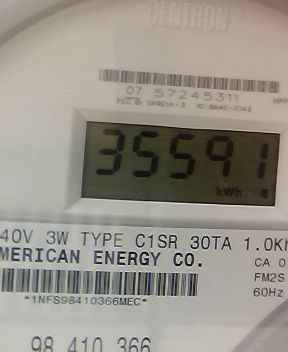 CENTRON
07 57245311
35591
kWh
40V 3W TYPE C1SR 30TA 1.0Kh
MERICAN ENERGY CO.
CA 0
FM2S
60Hz
*1NFS98410366MEC*
98 410 366